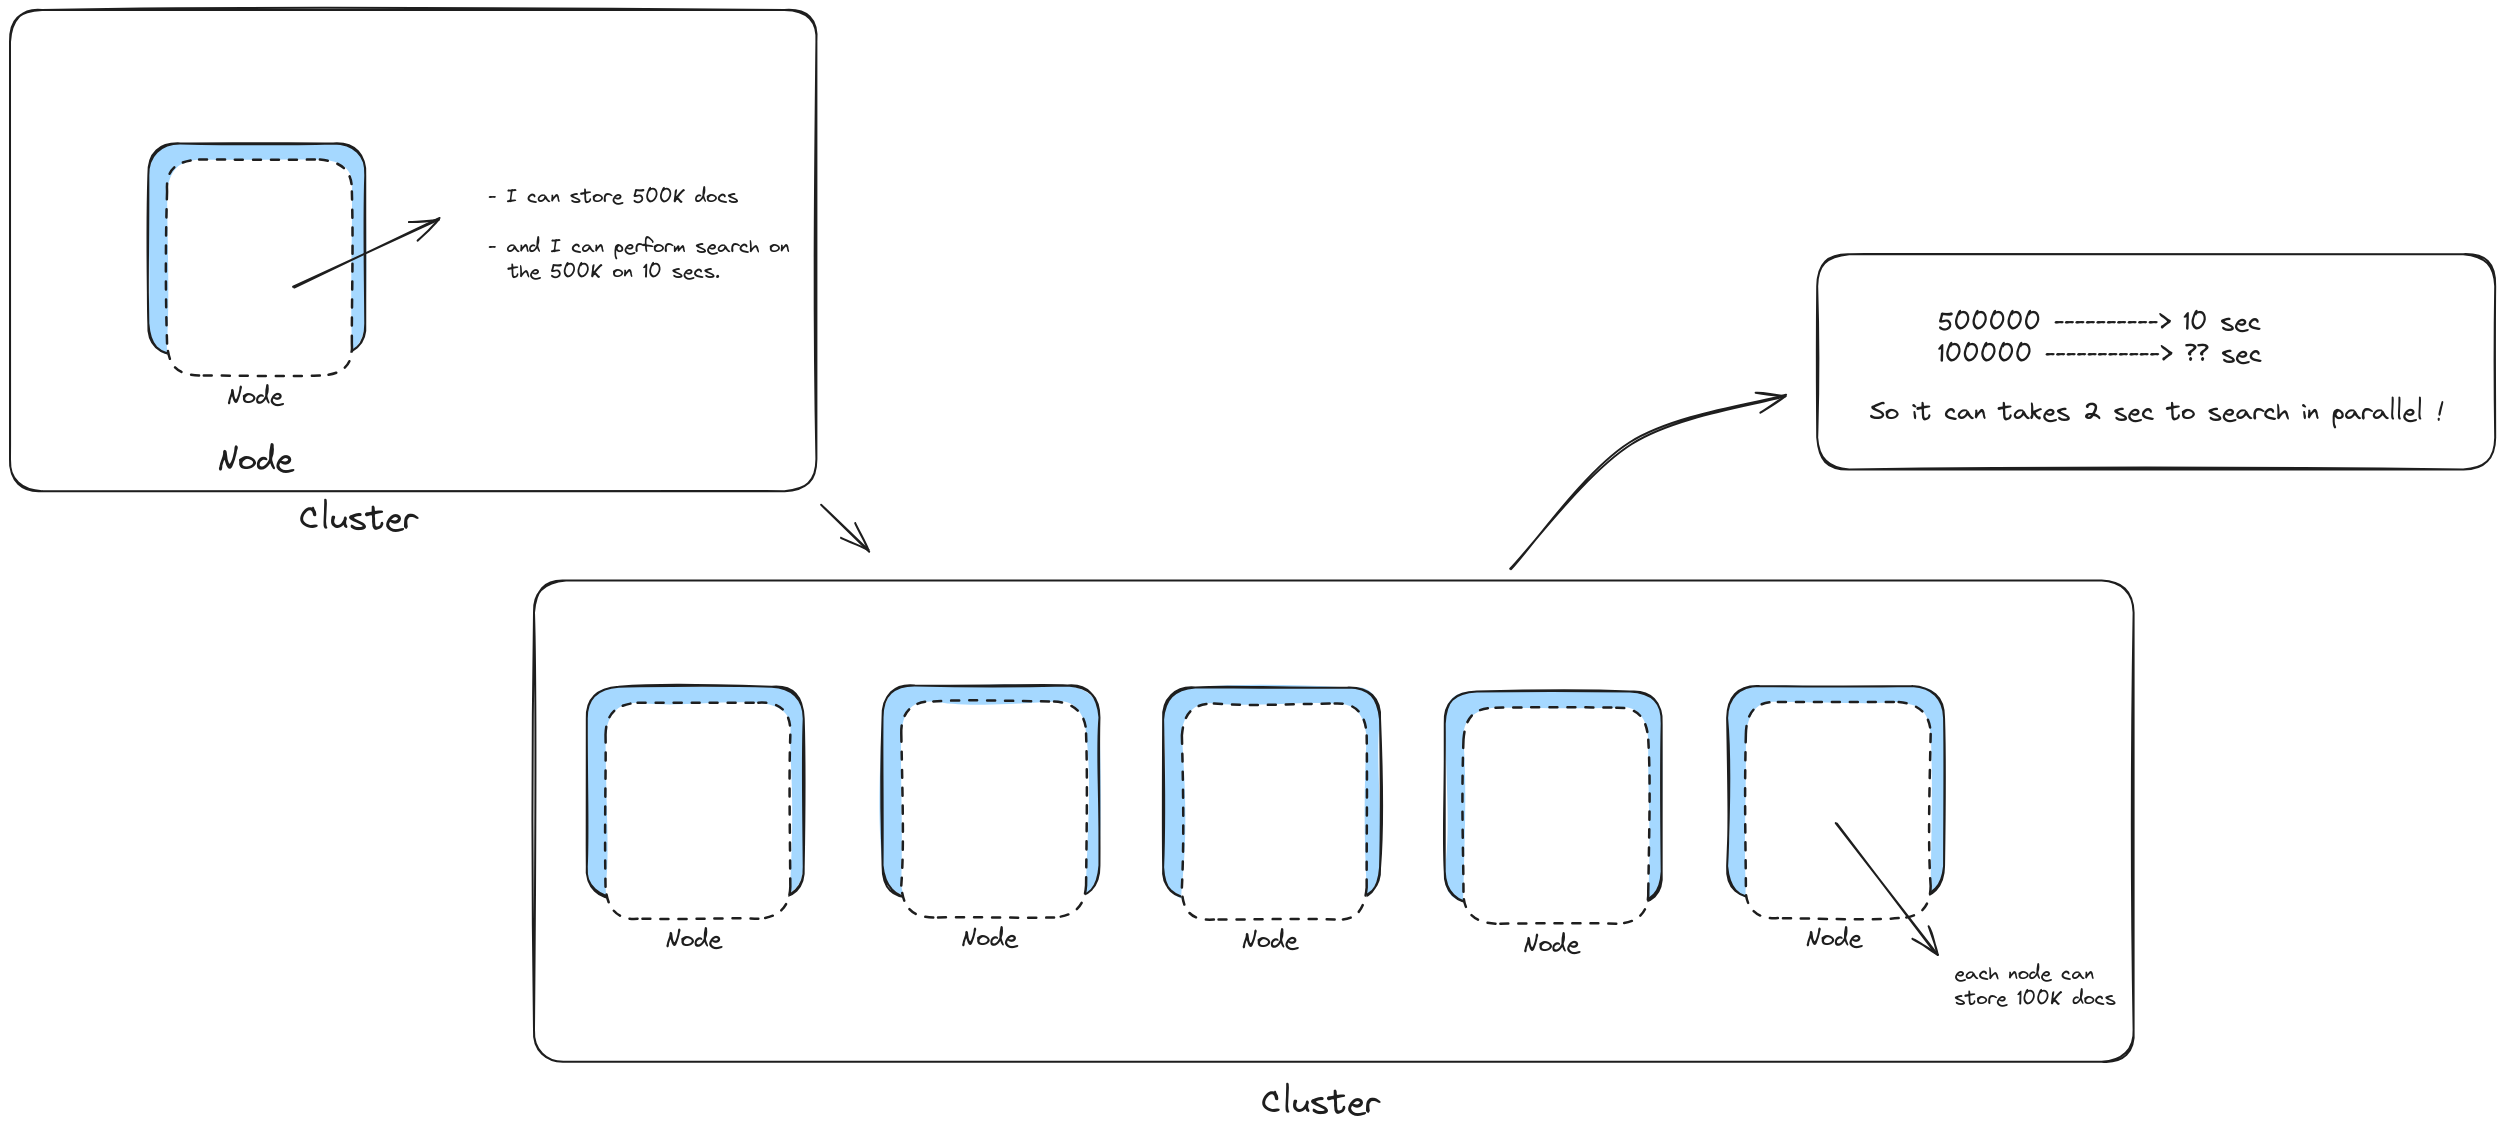 - I can store 500K docs
- and I can perform search o
the 500K on 10 secs.
Node
Node
Cluster
500000 ----------> 10 sec
100000 -----------> ?? sec
So it can takes 2 sec to search in parallel !
Node
Node
Node
Node
Node
each node can
store 100K docs
Cluster